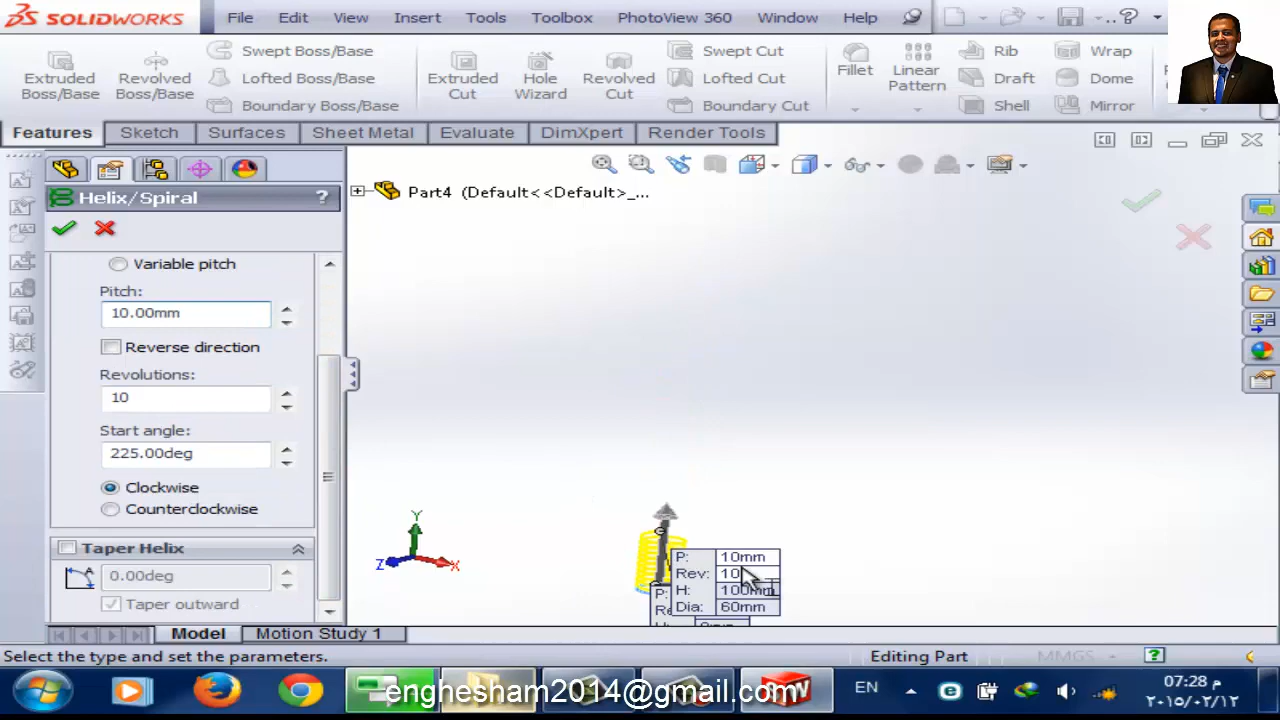 SOLIDWORKS File Edit View Insert Tools Toolbox PhotoView 360 Window Help
Extruded Boss/Base
Revolved Boss/Base
Swept Boss/Base
Lofted Boss/Base
Boundary Boss/Base
Extruded Cut
Hole Wizard
Revolved Cut
Swept Cut
Lofted Cut
Boundary Cut
Fillet
Linear Pattern
Rib
Draft
Shell
Wrap
Dome
Mirror
Features Sketch Surfaces Sheet Metal Evaluate DimXpert Render Tools
Part4 (Default<<Default>_...
Helix/Spiral ?
Variable pitch
Pitch:
10.00mm
Reverse direction
Revolutions:
10
Start angle:
225.00deg
Clockwise
Counterclockwise
Taper Helix
0.00deg
Taper outward
Y
Z
X
P: 10mm
Rev: 10
H: 100mm
Dia: 60mm
P:
Model Motion Study 1
Select the type and set the parameters. Editing Part MMGS
enghesham2014@gmail.com
EN
07:28 م
٢٠١٥/٠٢/١٢